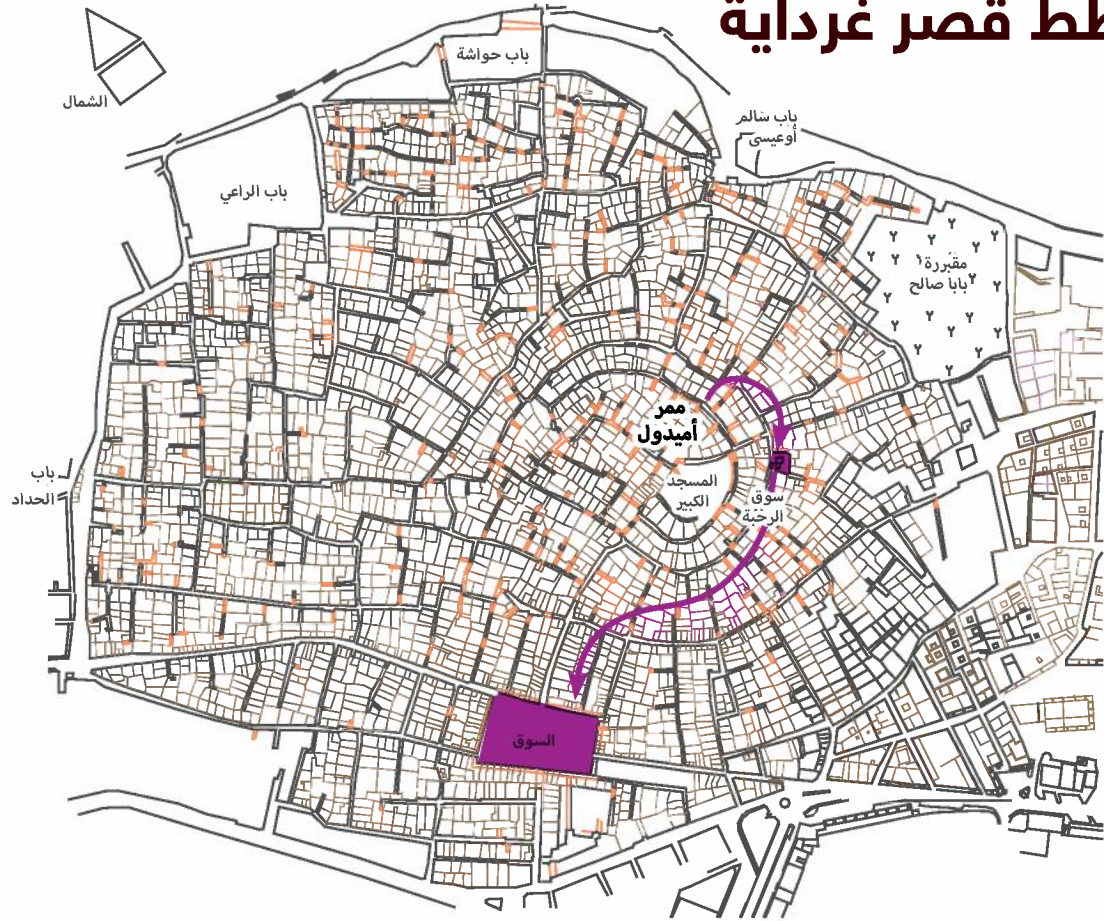 طط قصر غرداية
باب حواشة
الشمال
باب سالم
أوعيسى
باب الراعي
مقبررة
بابا صالح
ممر
أميدول
المسجد
الكبير
سوق
الرحبة
باب
الحداد
السوق